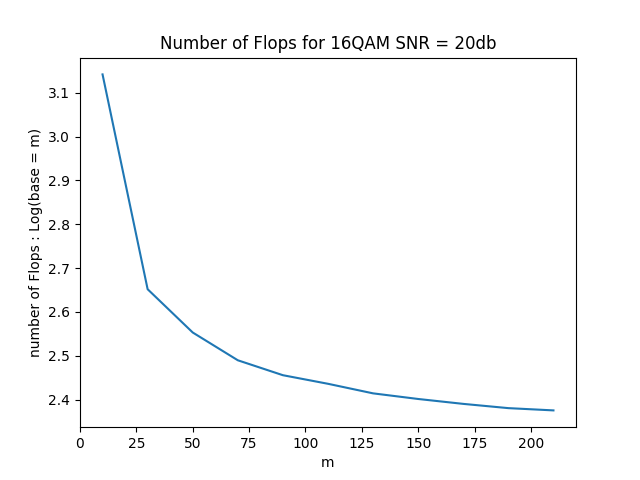 Number of Flops for 16QAM SNR = 20db
number of Flops : Log(base = m)
3.1
3.0
2.9
2.8
2.7
2.6
2.5
2.4
0 25 50 75 100 125 150 175 200
m